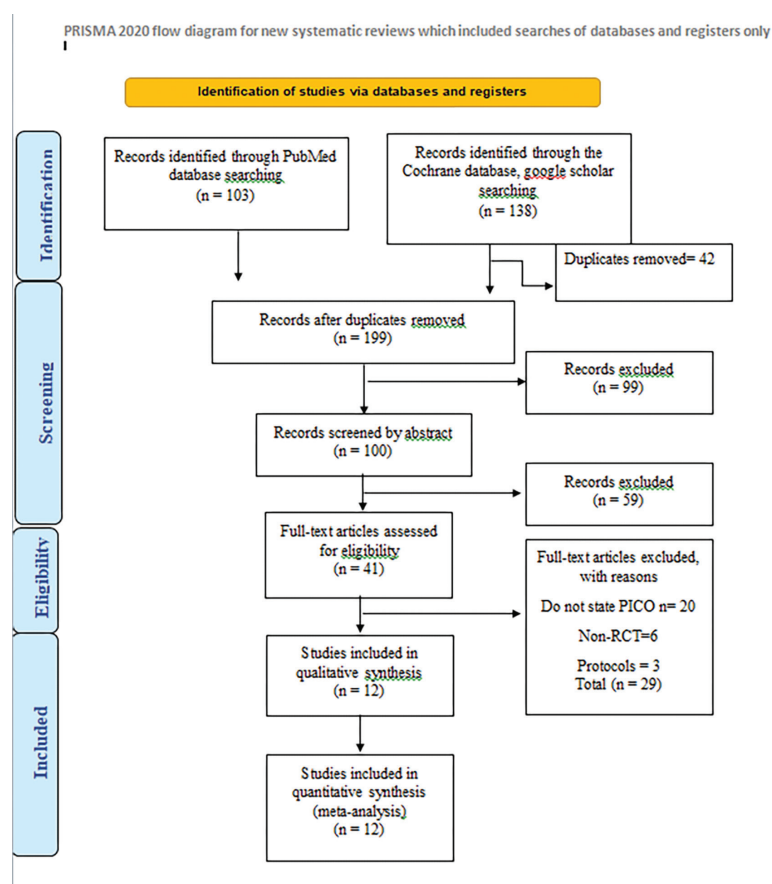 PRISMA 2020 flow diagram for new systematic reviews which included searches of databases and registers only
Identification of studies via databases and registers
Identification
Records identified through PubMed
database searching
(n = 103)
Records identified through the
Cochrane database, google scholar
searching
(n = 138)
Duplicates removed= 42
Screening
Records after duplicates removed
(n = 199)
Records excluded
(n = 99)
Records screened by abstract
(n = 100)
Records excluded
(n = 59)
Eligibility
Full-text articles assessed
for eligibility
(n = 41)
Full-text articles excluded,
with reasons
Do not state PICO n= 20
Non-RCT=6
Protocols = 3
Total (n = 29)
Included
Studies included in
qualitative synthesis
(n = 12)
Studies included in
quantitative synthesis
(meta-analysis)
(n = 12)